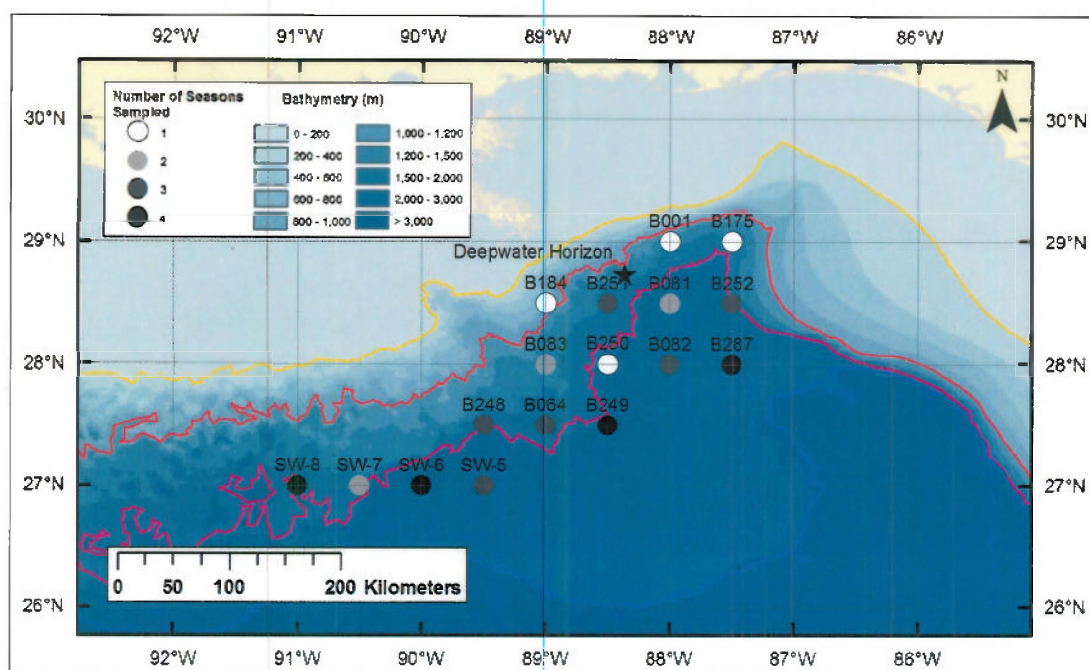 92°W 91°W 90°W 89°W 88°W 87°W 86°W
N
Number of Seasons
Sampled
1
2
3
4
Bathymetry (m)
0 - 200
200 - 400
400 - 600
600 - 800
800 - 1,000
1,000 - 1,200
1,200 - 1,500
1,500 - 2,000
2,000 - 3,000
> 3,000
30°N 30°N
29°N B001 B175 29°N
Deepwater Horizon
B184 B251 B081 B252
28°N B083 B250 B082 B287 28°N
B248 B064 B249
27°N SW-8 SW-7 SW-6 SW-5 27°N
0 50 100 200 Kilometers
26°N 26°N
92°W 91°W 90°W 89°W 88°W 87°W 86°W